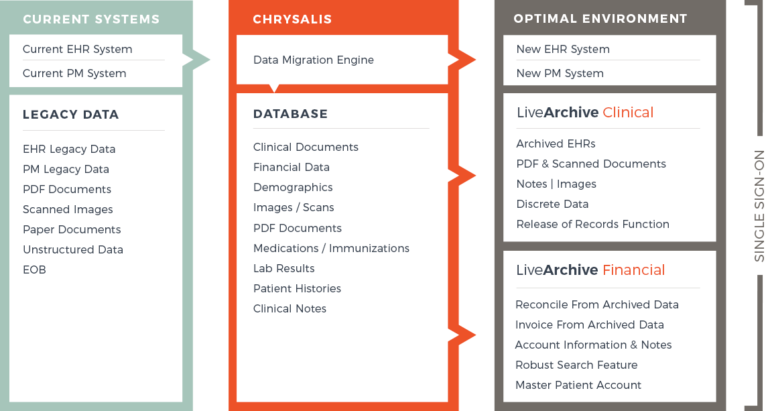 CURRENT SYSTEMS
Current EHR System
Current PM System
LEGACY DATA
EHR Legacy Data
PM Legacy Data
PDF Documents
Scanned Images
Paper Documents
Unstructured Data
EOB
CHRYSALIS
Data Migration Engine
DATABASE
Clinical Documents
Financial Data
Demographics
Images / Scans
PDF Documents
Medications / Immunizations
Lab Results
Patient Histories
Clinical Notes
OPTIMAL ENVIRONMENT
New EHR System
New PM System
LiveArchive Clinical
Archived EHRs
PDF & Scanned Documents
Notes | Images
Discrete Data
Release of Records Function
LiveArchive Financial
Reconcile From Archived Data
Invoice From Archived Data
Account Information & Notes
Robust Search Feature
Master Patient Account
SINGLE SIGN-ON